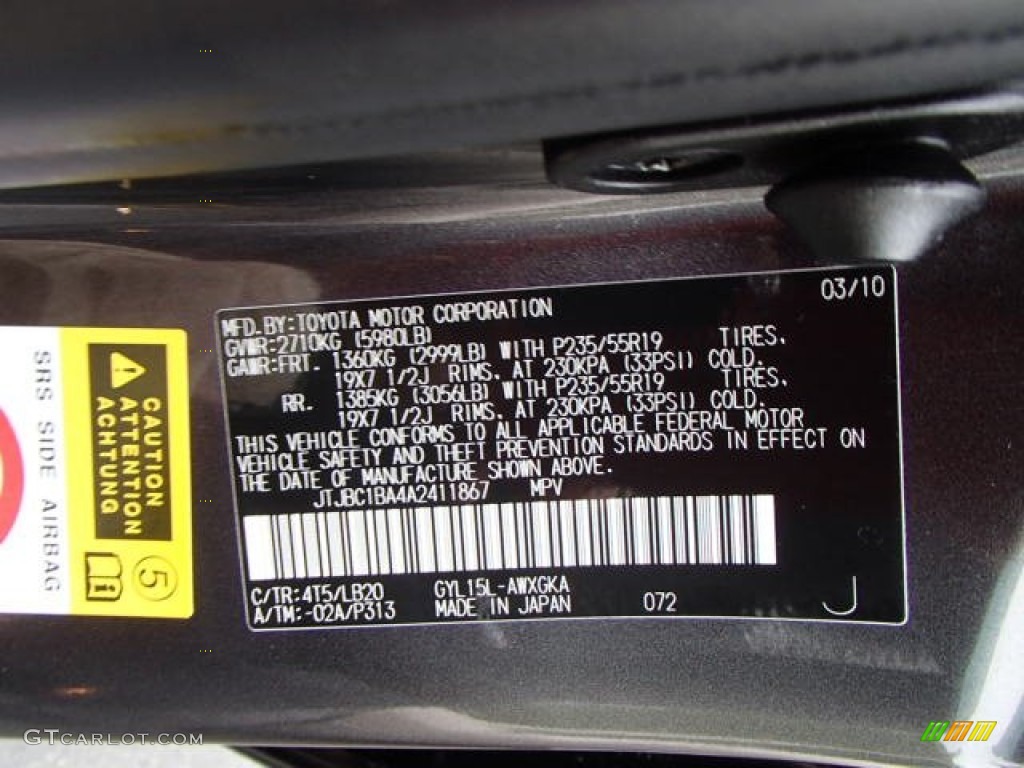 03/10
MFD.BY:TOYOTA MOTOR CORPORATION
GVWR:2710KG (5980LB)
GAWR:FRT. 1360KG (2999LB) WITH P235/55R19 TIRES.
19X7 1/2J RIMS. AT 230KPA (33PSI) COLD.
RR. 1385KG (3056LB) WITH P235/55R19 TIRES.
19X7 1/2J RIMS. AT 230KPA (33PSI) COLD.
THIS VEHICLE CONFORMS TO ALL APPLICABLE FEDERAL MOTOR
VEHICLE SAFETY AND THEFT PREVENTION STANDARDS IN EFFECT ON
THE DATE OF MANUFACTURE SHOWN ABOVE.
JTJBC1BA4A2411867 MPV
C/TR:4T5/LB20 GYL15L-AWXGKA
A/TM:-02A/P313 MADE IN JAPAN 072 J
CAUTION
ATTENTION
ACHTUNG
5
SRS SIDE AIRBAG
GTCARLOT.COM